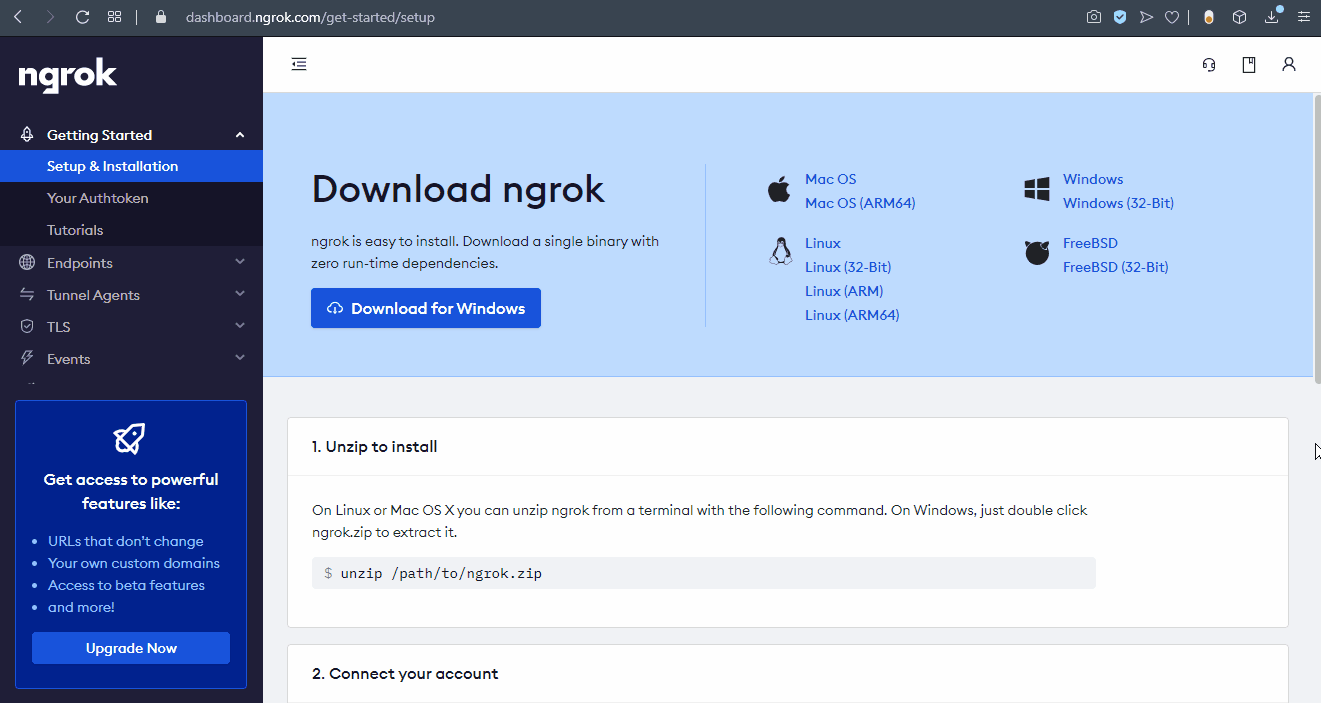 dashboard.ngrok.com/get-started/setup
ngrok
Getting Started
Setup & Installation
Your Authtoken
Tutorials
Endpoints
Tunnel Agents
TLS
Events
Get access to powerful
features like:
URLs that don't change
Your own custom domains
Access to beta features
and more!
Upgrade Now
Download ngrok
ngrok is easy to install. Download a single binary with
zero run-time dependencies.
Download for Windows
Mac OS
Mac OS (ARM64)
Linux
Linux (32-Bit)
Linux (ARM)
Linux (ARM64)
Windows
Windows (32-Bit)
FreeBSD
FreeBSD (32-Bit)
1. Unzip to install
On Linux or Mac OS X you can unzip ngrok from a terminal with the following command. On Windows, just double click
ngrok.zip to extract it.
$ unzip /path/to/ngrok.zip
2. Connect your account